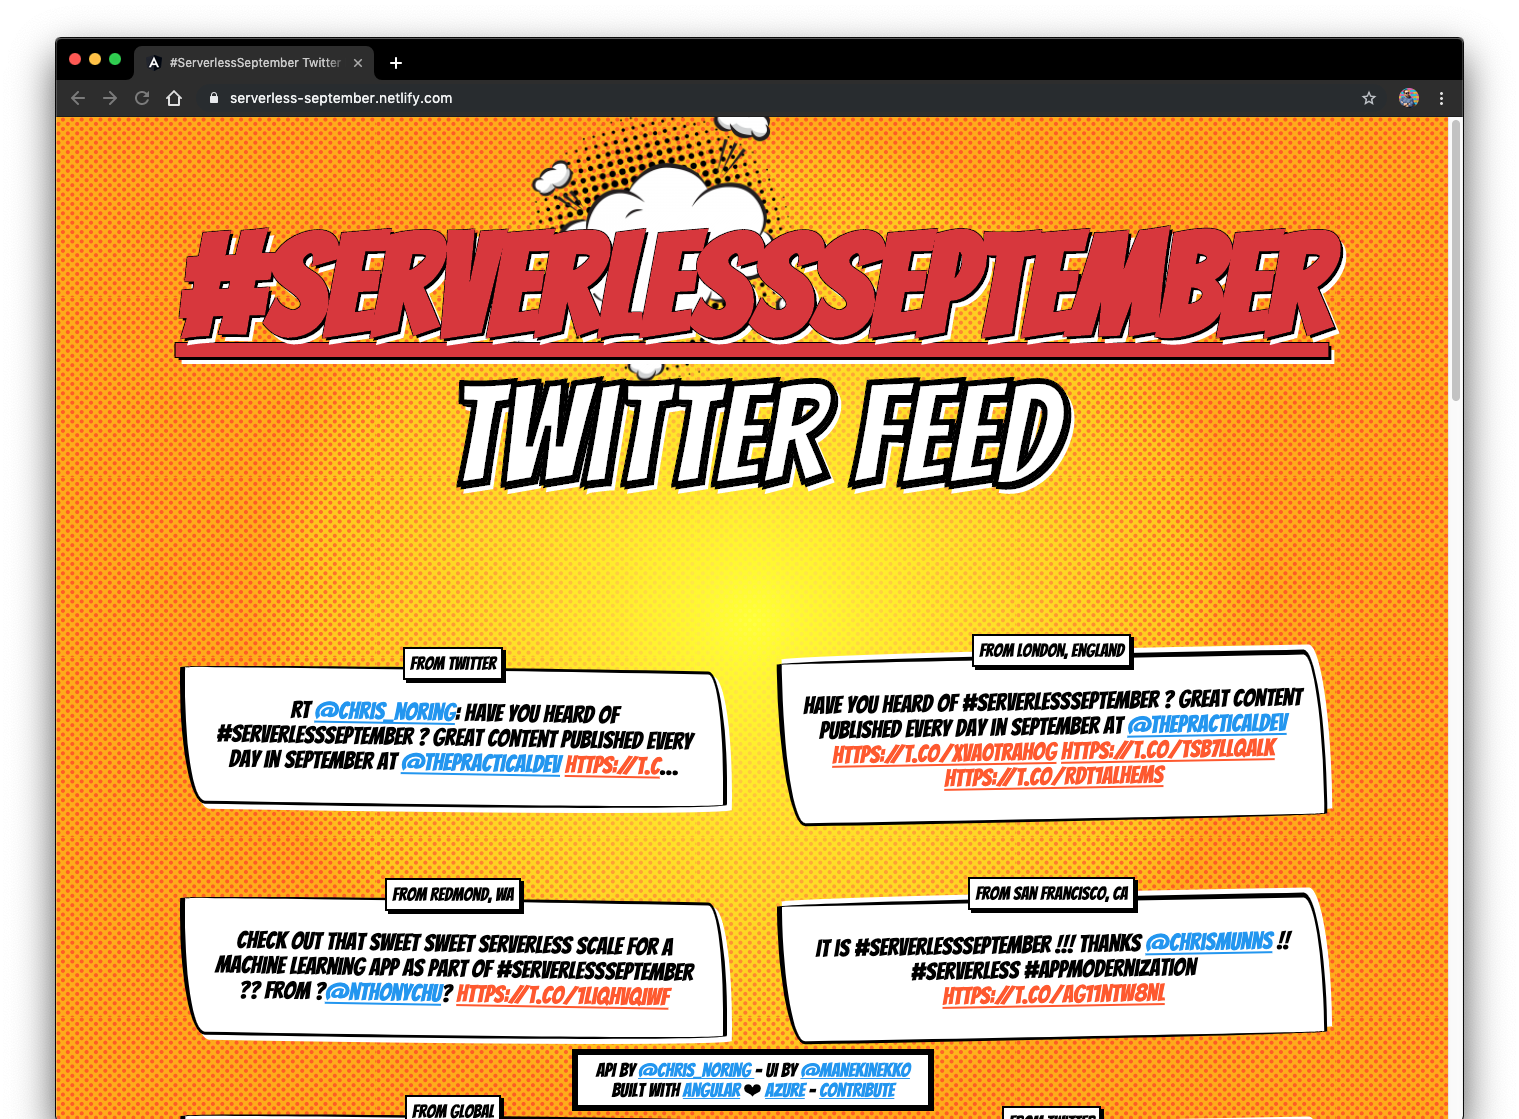 #ServerlessSeptember Twitter
serverless-september.netlify.com
#SERVERLESSSEPTEMBER
TWITTER FEED
FROM TWITTER
RT @CHRIS_NORING: HAVE YOU HEARD OF
#SERVERLESSSEPTEMBER ? GREAT CONTENT PUBLISHED EVERY
DAY IN SEPTEMBER AT @THEPRACTICALDEV HTTPS://T.C...
FROM LONDON, ENGLAND
HAVE YOU HEARD OF #SERVERLESSSEPTEMBER ? GREAT CONTENT
PUBLISHED EVERY DAY IN SEPTEMBER AT @THEPRACTICALDEV
HTTPS://T.CO/XVAOTRAHOG HTTPS://T.CO/TSB7LLQALK
HTTPS://T.CO/RDT1ALHEMS
FROM REDMOND, WA
CHECK OUT THAT SWEET SWEET SERVERLESS SCALE FOR A
MACHINE LEARNING APP AS PART OF #SERVERLESSSEPTEMBER
?? FROM ?@NTHONYCHU? HTTPS://T.CO/1LIQHVQIWF
FROM SAN FRANCISCO, CA
IT IS #SERVERLESSSEPTEMBER !!! THANKS @CHRISMUNNS !!
#SERVERLESS #APPMODERNIZATION
HTTPS://T.CO/AGT1NTW8NL
API BY @CHRIS_NORING - UI BY @MANEKINEKKO
BUILT WITH ANGULAR ❤ AZURE - CONTRIBUTE
FROM GLOBAL
FROM TWITTER